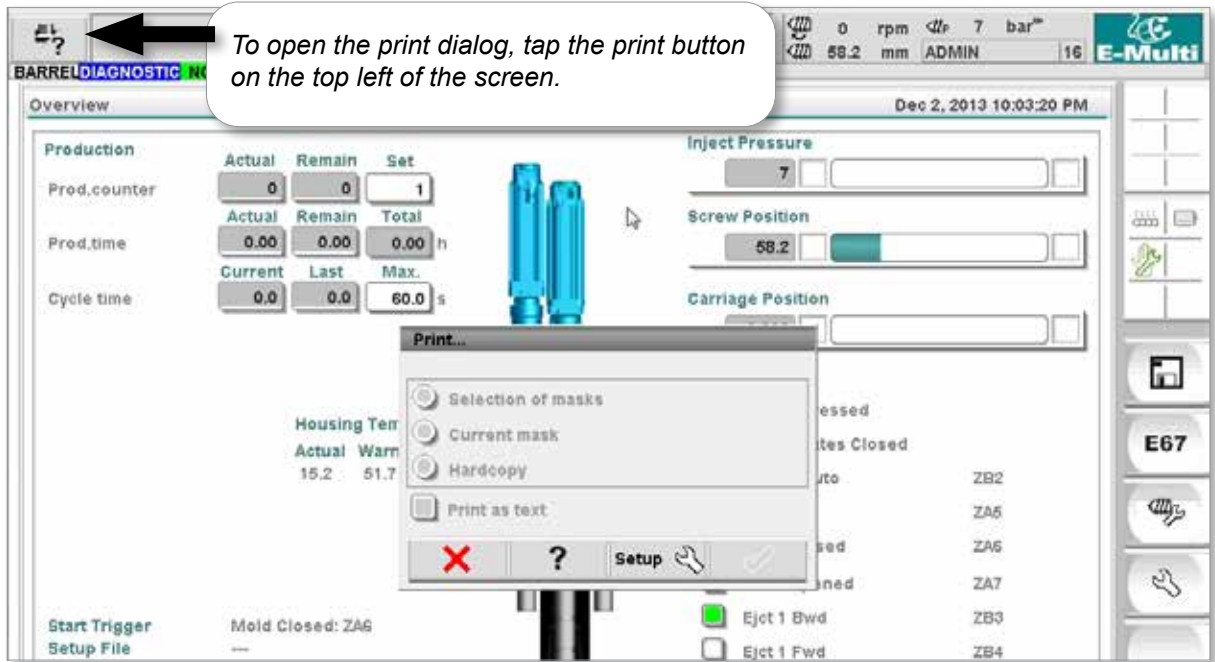 To open the print dialog, tap the print button
on the top left of the screen.
0 rpm 7 bar
58.2 mm ADMIN 16
E-Multi
BARREL DIAGNOSTIC
Overview
Dec 2, 2013 10:03:20 PM
Production
Actual Remain Set
Prod.counter 0 0 1
Actual Remain Total
Prod.time 0.00 0.00 0.00 h
Current Last Max.
Cycle time 0.0 0.0 60.0 s
Inject Pressure
7
Screw Position
58.2
Carriage Position
Print...
Selection of masks
Current mask
Hardcopy
Print as text
? Setup
Housing
Actual
15.2 51.7
ZB2
ZA5
ZA6
ZA7
Ejct 1 Bwd ZB3
Ejct 1 Fwd ZB4
Start Trigger Mold Closed: ZA6
Setup File ---
E67